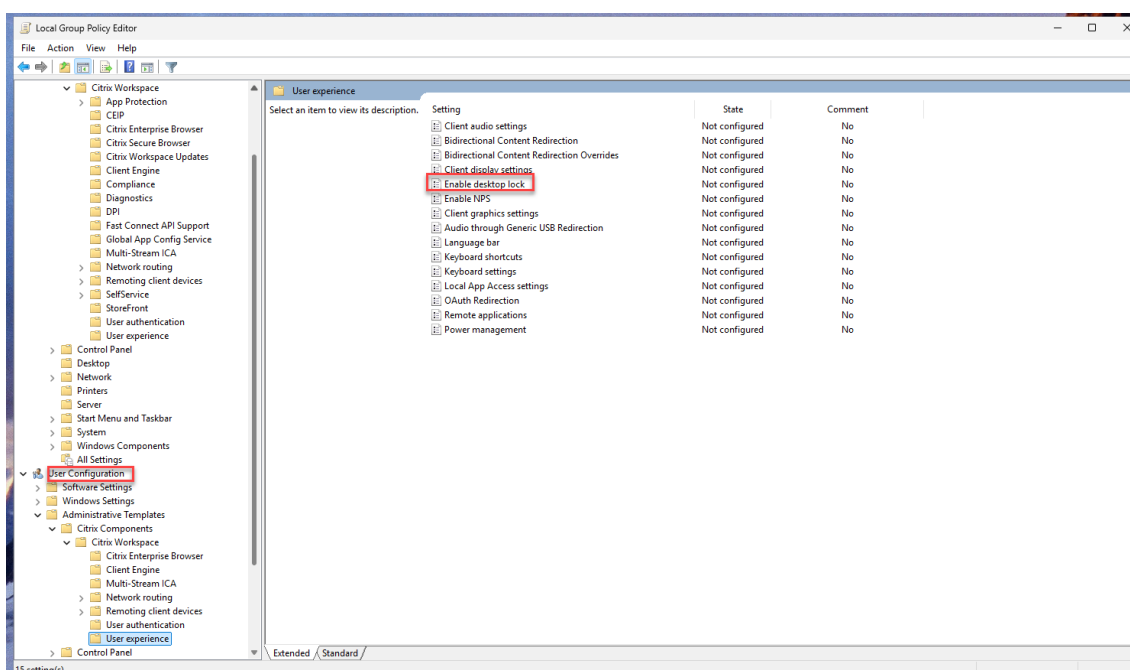 Local Group Policy Editor
File Action View Help
Citrix Workspace
App Protection
CEIP
Citrix Enterprise Browser
Citrix Secure Browser
Citrix Workspace Updates
Client Engine
Compliance
Diagnostics
DPI
Fast Connect API Support
Global App Config Service
Multi-Stream ICA
Network routing
Remoting client devices
SelfService
StoreFront
User authentication
User experience
Control Panel
Desktop
Network
Printers
Server
Start Menu and Taskbar
System
Windows Components
All Settings
User Configuration
Software Settings
Windows Settings
Administrative Templates
Citrix Components
Citrix Workspace
Citrix Enterprise Browser
Client Engine
Multi-Stream ICA
Network routing
Remoting client devices
User authentication
User experience
Control Panel
User experience
Select an item to view its description.
Setting State Comment
Client audio settings Not configured No
Bidirectional Content Redirection Not configured No
Bidirectional Content Redirection Overrides Not configured No
Client display settings Not configured No
Enable desktop lock Not configured No
Enable NPS Not configured No
Client graphics settings Not configured No
Audio through Generic USB Redirection Not configured No
Language bar Not configured No
Keyboard shortcuts Not configured No
Keyboard settings Not configured No
Local App Access settings Not configured No
OAuth Redirection Not configured No
Remote applications Not configured No
Power management Not configured No
Extended Standard
15 setting(s)